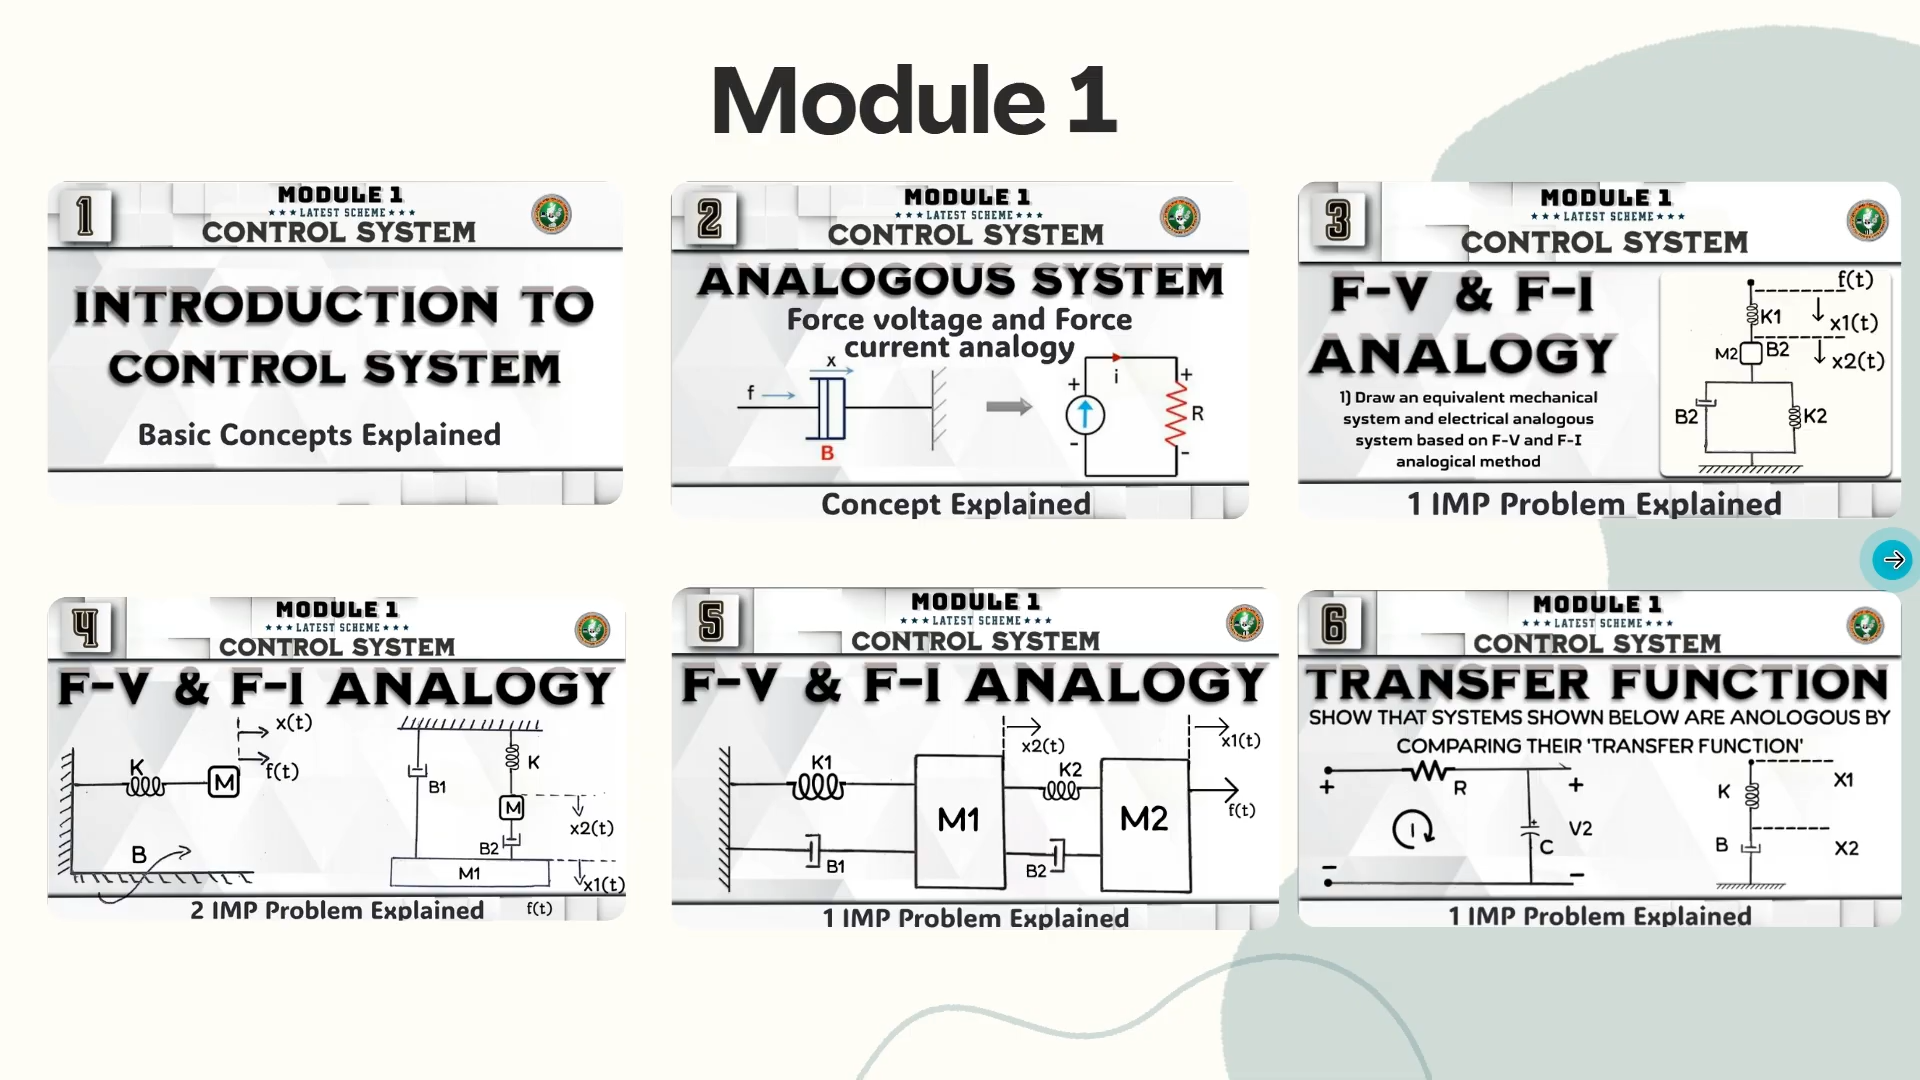 Module 1
1
MODULE 1
★★★ LATEST SCHEME ★★★
CONTROL SYSTEM
INTRODUCTION TO
CONTROL SYSTEM
Basic Concepts Explained
2
MODULE 1
★★★ LATEST SCHEME ★★★
CONTROL SYSTEM
ANALOGOUS SYSTEM
Force voltage and Force
current analogy
x
f
B
+
-
i
+
R
-
Concept Explained
3
MODULE 1
★★★ LATEST SCHEME ★★★
CONTROL SYSTEM
F-V & F-I
ANALOGY
1) Draw an equivalent mechanical
system and electrical analogous
system based on F-V and F-I
analogical method
f(t)
K1
x1(t)
M2
B2
x2(t)
B2
K2
1 IMP Problem Explained
4
MODULE 1
★★★ LATEST SCHEME ★★★
CONTROL SYSTEM
F-V & F-I ANALOGY
x(t)
f(t)
K
M
B
B1
K
M
x2(t)
B2
M1
x1(t)
f(t)
2 IMP Problem Explained
5
MODULE 1
★★★ LATEST SCHEME ★★★
CONTROL SYSTEM
F-V & F-I ANALOGY
x2(t)
x1(t)
K1
K2
M1
M2
f(t)
B1
B2
1 IMP Problem Explained
6
MODULE 1
★★★ LATEST SCHEME ★★★
CONTROL SYSTEM
TRANSFER FUNCTION
SHOW THAT SYSTEMS SHOWN BELOW ARE ANOLOGOUS BY
COMPARING THEIR 'TRANSFER FUNCTION'
+
R
+
I
C
V2
-
-
K
X1
B
X2
1 IMP Problem Explained